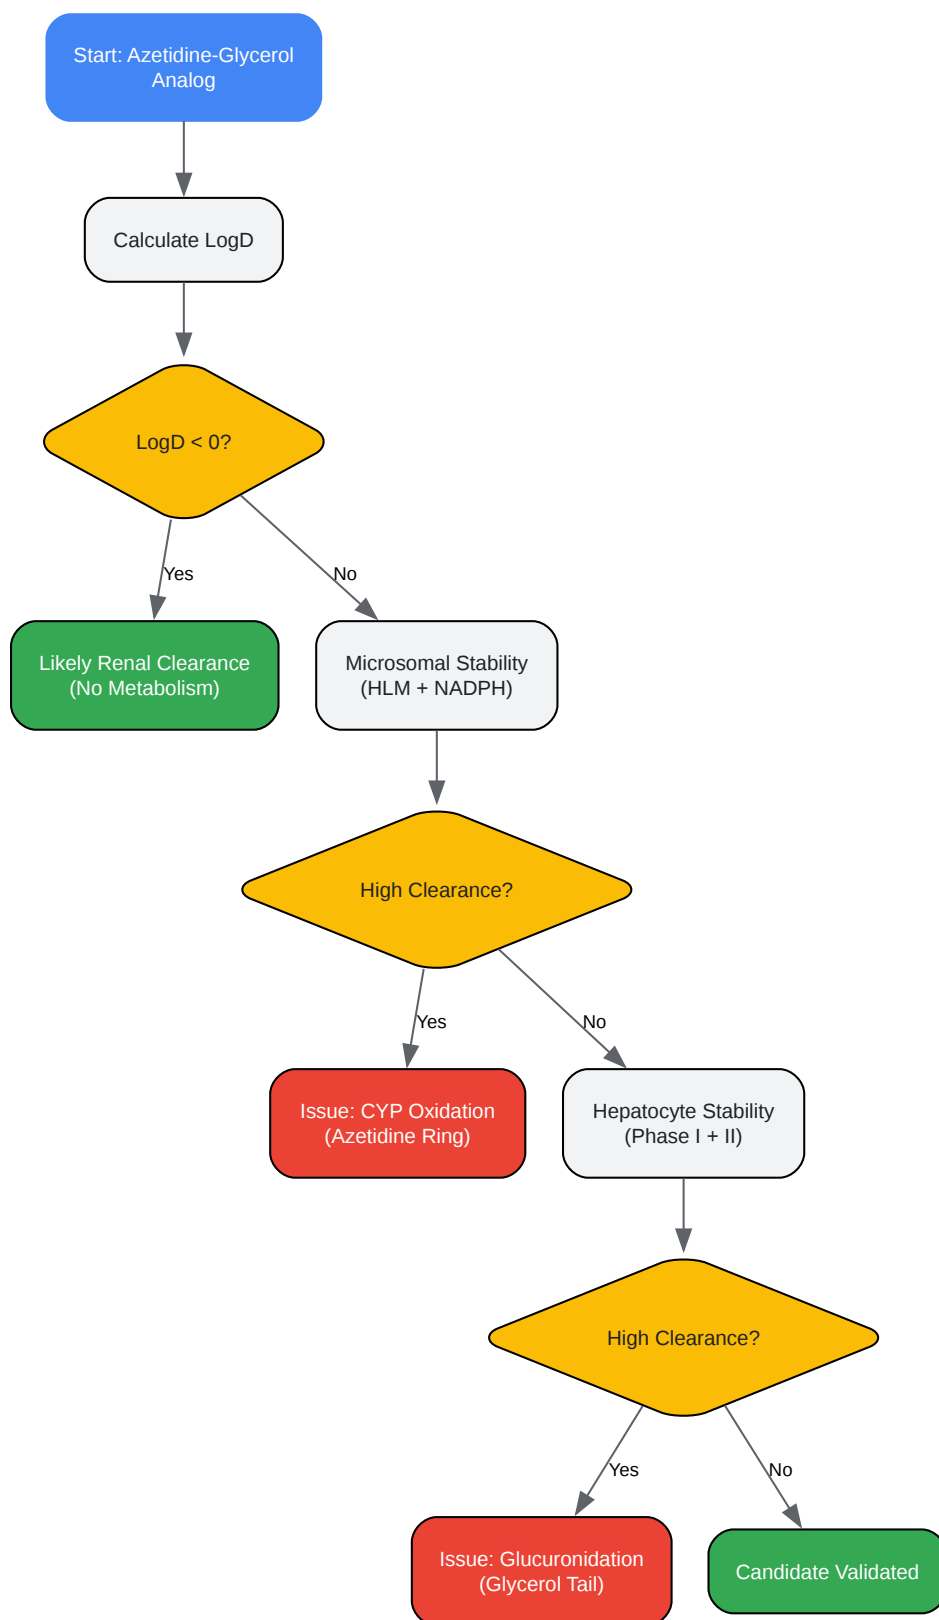 Start: Azetidine-Glycerol
Analog
Calculate LogD
LogD < 0?
Yes
No
Likely Renal Clearance
(No Metabolism)
Microsomal Stability
(HLM + NADPH)
High Clearance?
Yes
No
Issue: CYP Oxidation
(Azetidine Ring)
Hepatocyte Stability
(Phase I + II)
High Clearance?
Yes
No
Issue: Glucuronidation
(Glycerol Tail)
Candidate Validated